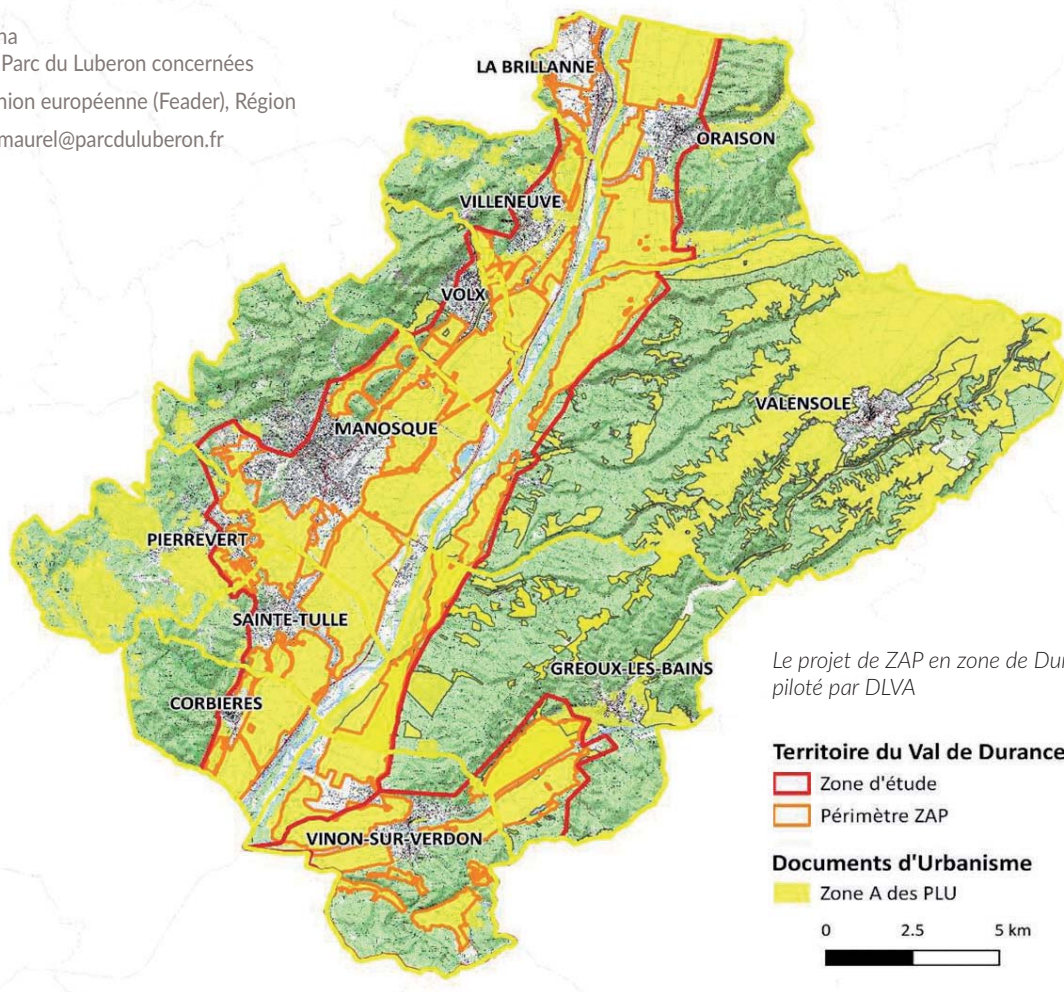 Parc du Luberon concernées
nion européenne (Feader), Région
maurel@parcduluberon.fr
LA BRILLANNE
ORAISON
VILLENEUVE
VOLX
MANOSQUE
VALENSOLE
PIERREVERT
SAINTE-TULLE
GREOUX-LES-BAINS
CORBIERES
VINON-SUR-VERDON
Le projet de ZAP en zone de Du
piloté par DLVA
Territoire du Val de Durance
Zone d'étude
Périmètre ZAP
Documents d'Urbanisme
Zone A des PLU
0 2.5 5 km